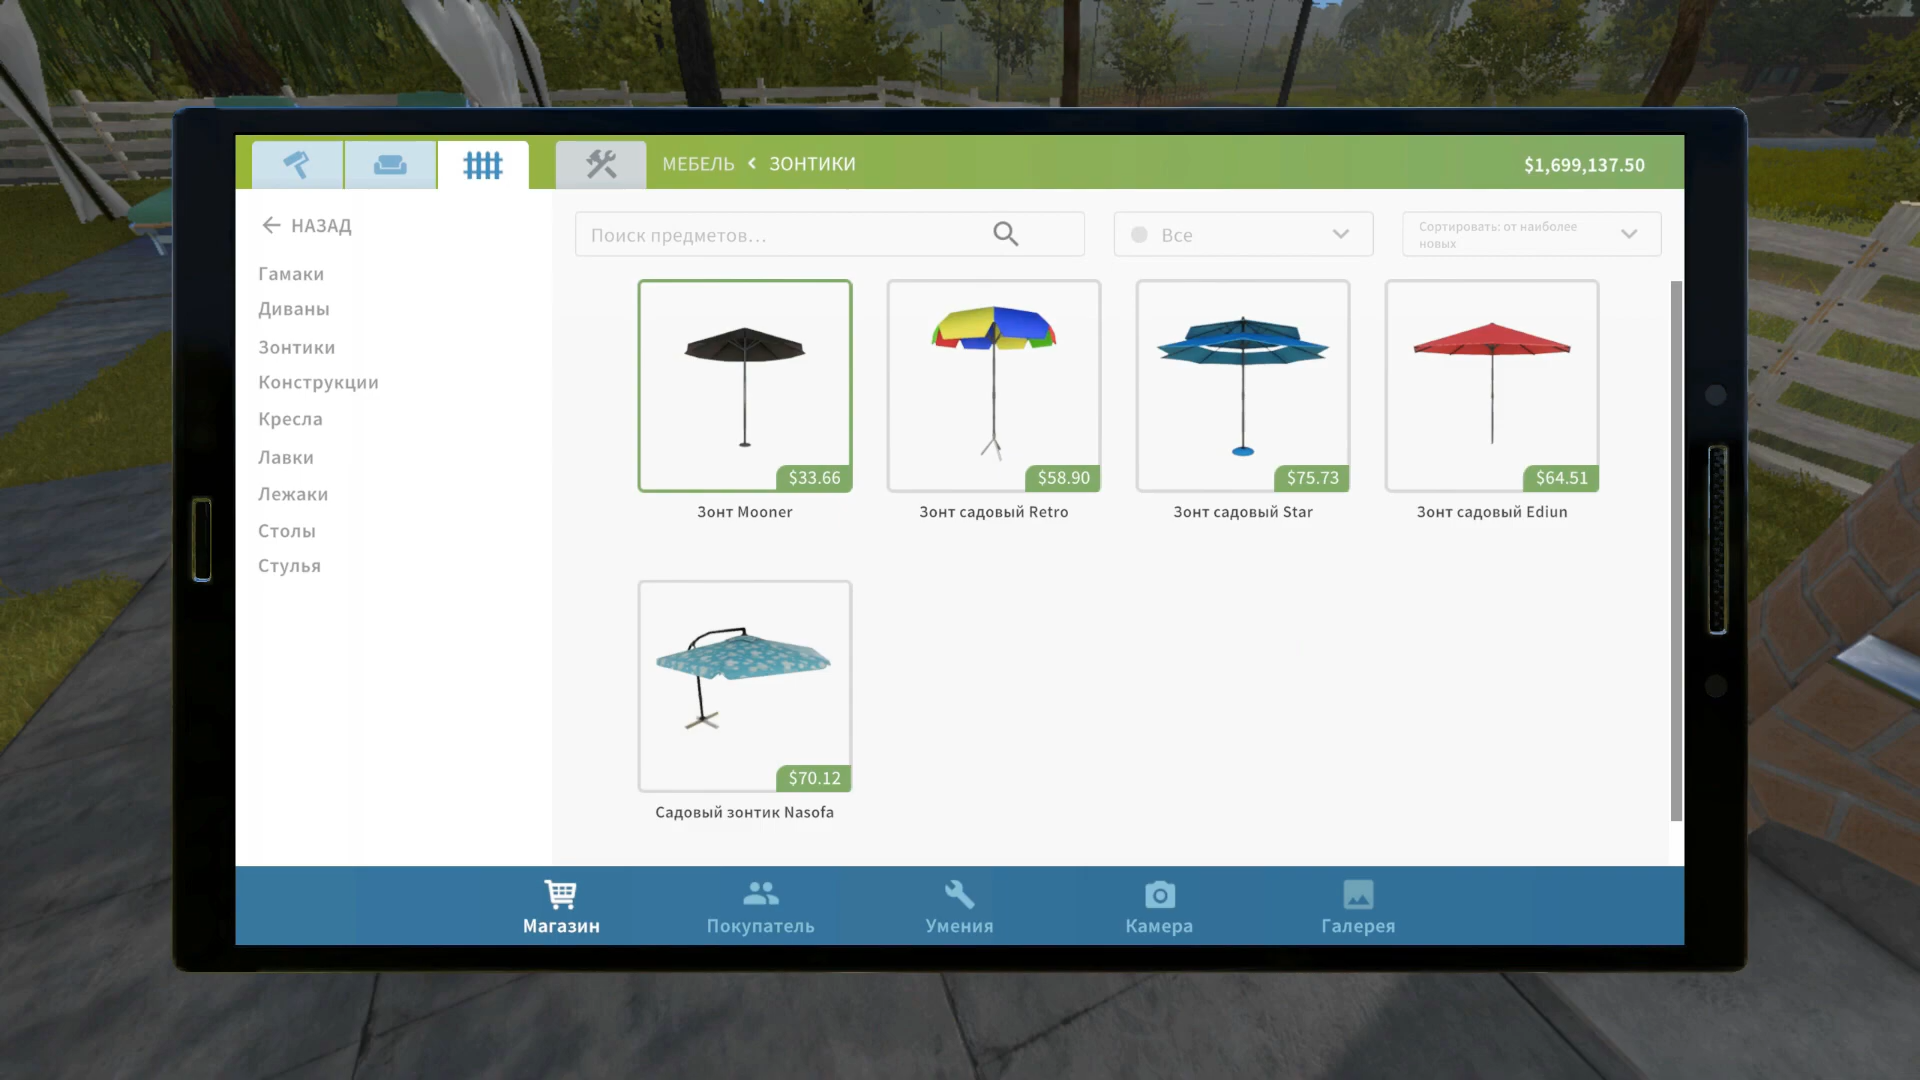 МЕБЕЛЬ < ЗОНТИКИ
$1,699,137.50
НАЗАД
Гамаки
Диваны
Зонтики
Конструкции
Кресла
Лавки
Лежаки
Столы
Стулья
Поиск предметов...
Все
Сортировать: от наиболее
новых
$33.66
Зонт Mooner
$58.90
Зонт садовый Retro
$75.73
Зонт садовый Star
$64.51
Зонт садовый Ediun
$70.12
Садовый зонтик Nasofa
Магазин
Покупатель
Умения
Камера
Галерея